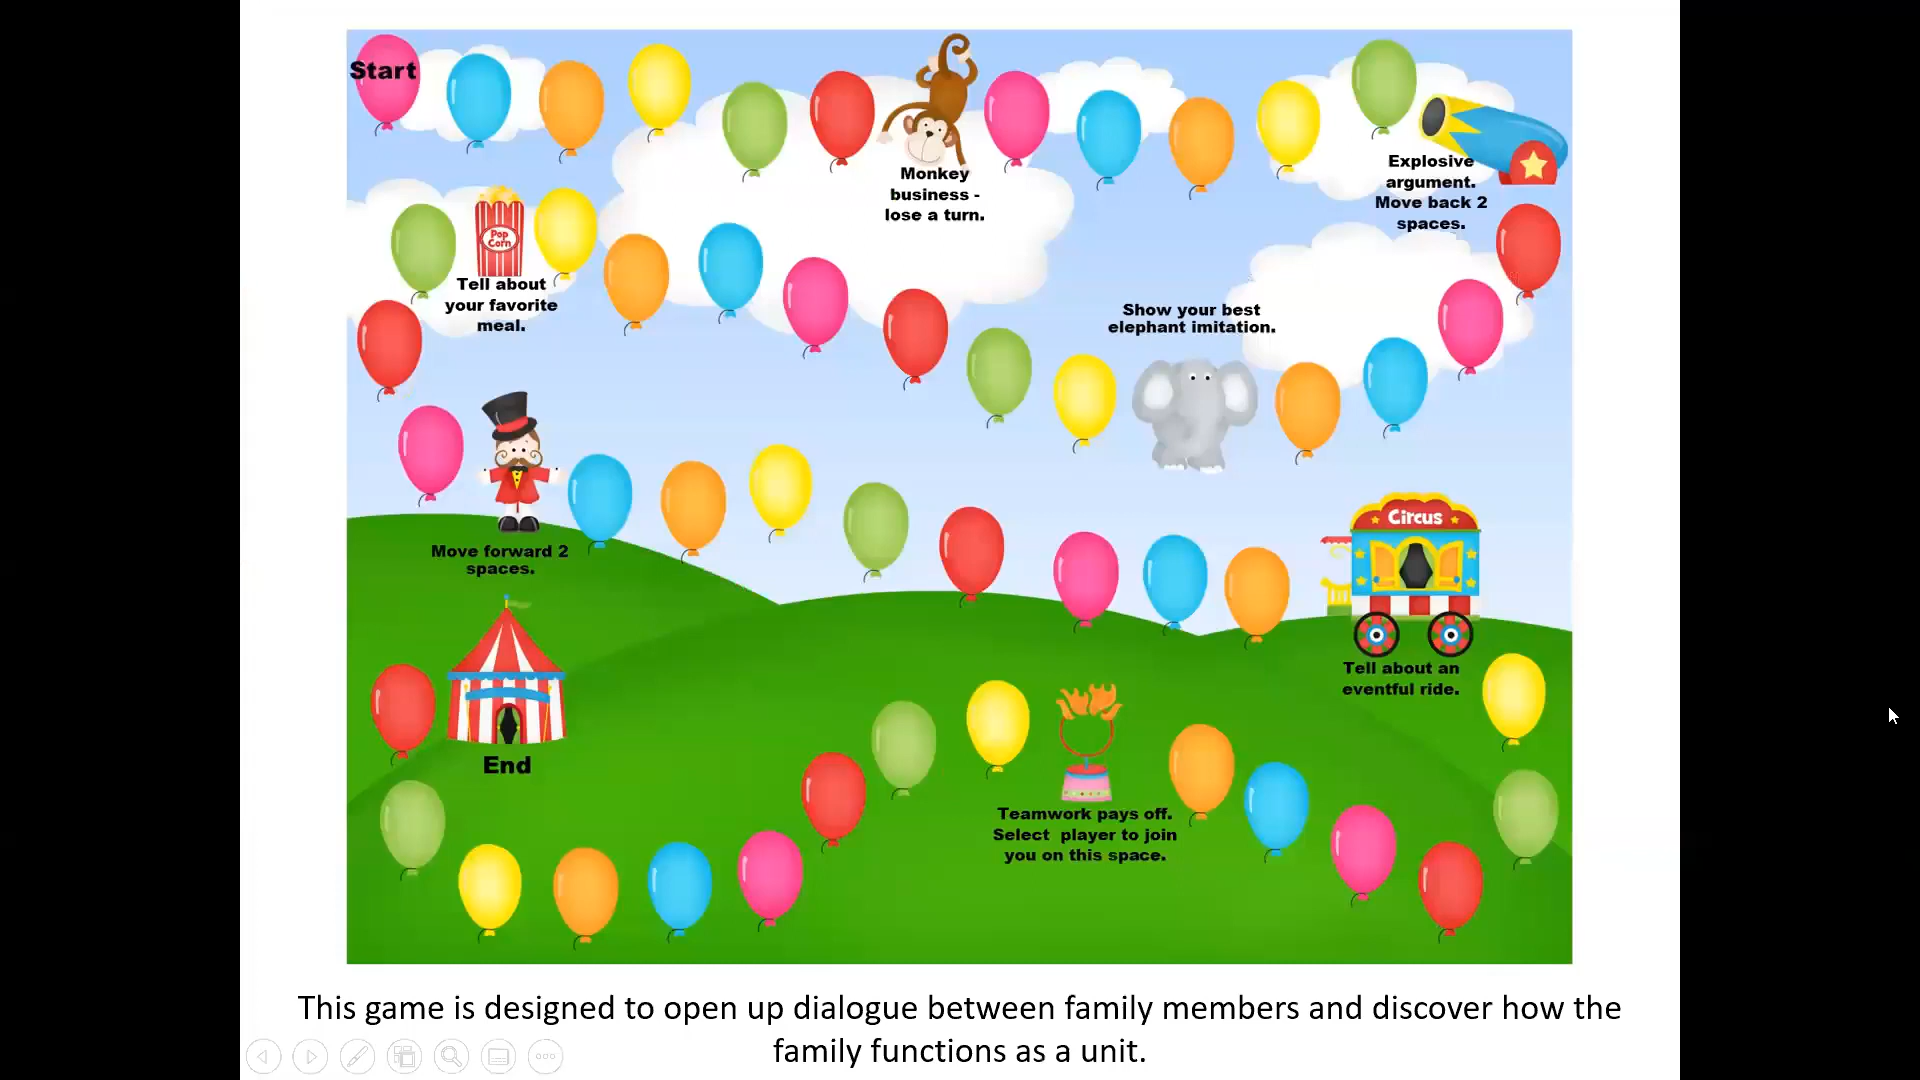 Start
Monkey
business -
lose a turn.
Explosive
argument.
Move back 2
spaces.
Pop
Corn
Tell about
your favorite
meal.
Show your best
elephant imitation.
Move forward 2
spaces.
Circus
Tell about an
eventful ride.
End
Teamwork pays off.
Select  player to join
you on this space.
This game is designed to open up dialogue between family members and discover how the
family functions as a unit.